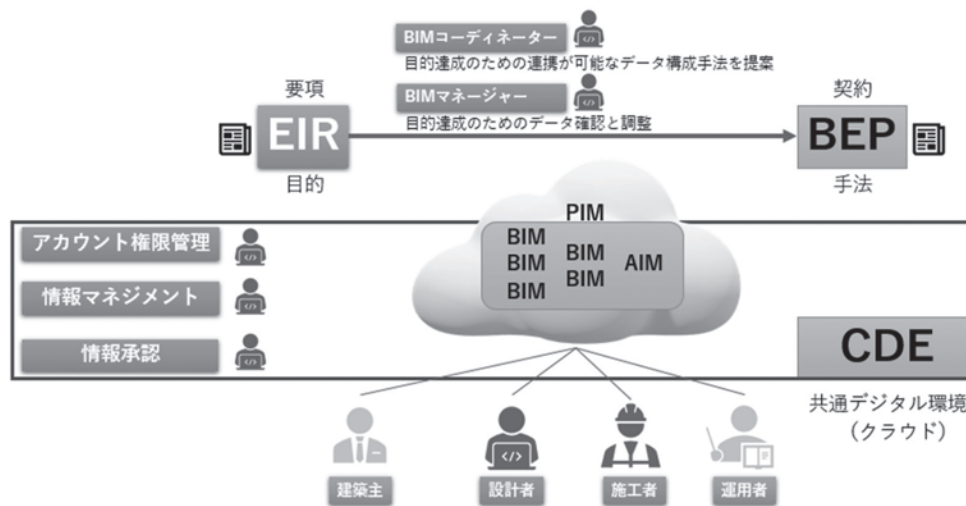 BIMコーディネーター
目的達成のための連携が可能なデータ構成手法を提案
BIMマネージャー
目的達成のためのデータ確認と調整
要項
EIR
目的
契約
BEP
手法
アカウント権限管理
情報マネジメント
情報承認
PIM
BIM
BIM
BIM
BIM
BIM
AIM
CDE
共通デジタル環境
(クラウド)
建築主
設計者
施工者
運用者